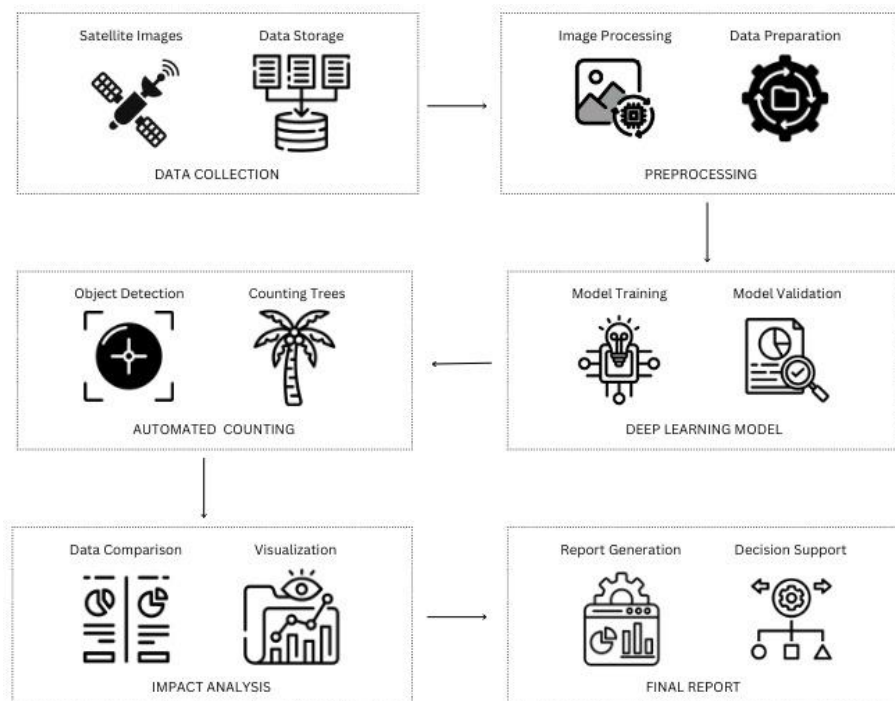 Satellite Images
Data Storage
DATA COLLECTION
Image Processing
Data Preparation
PREPROCESSING
Model Training
Model Validation
DEEP LEARNING MODEL
Object Detection
Counting Trees
AUTOMATED COUNTING
Data Comparison
Visualization
IMPACT ANALYSIS
Report Generation
Decision Support
FINAL REPORT